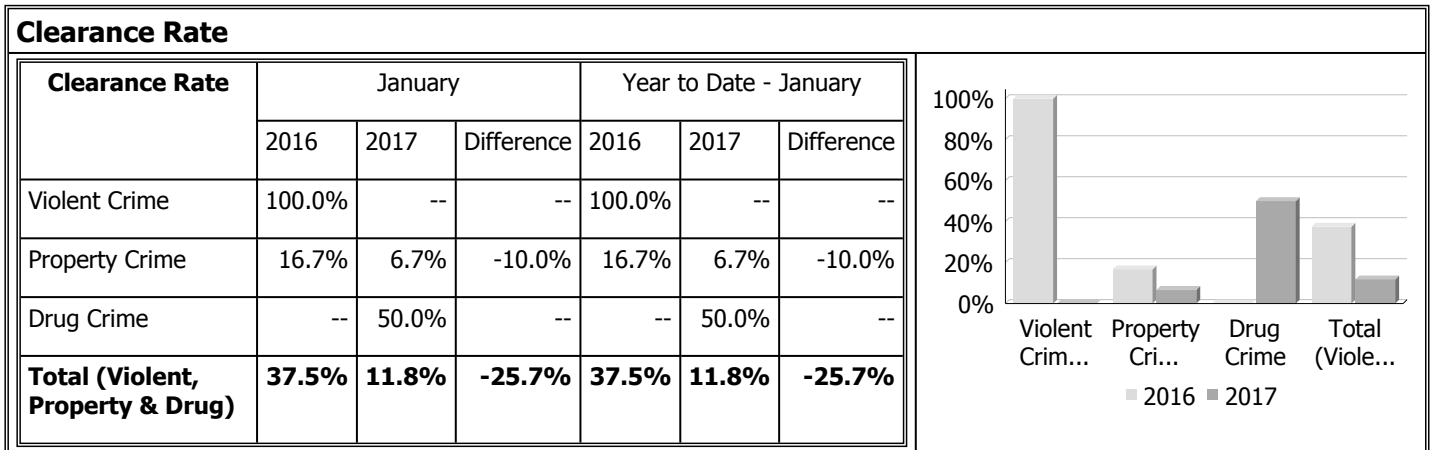 Clearance Rate
Clearance Rate January Year to Date - January
2016 2017 Difference 2016 2017 Difference
Violent Crime 100.0% -- -- 100.0% -- --
Property Crime 16.7% 6.7% -10.0% 16.7% 6.7% -10.0%
Drug Crime -- 50.0% -- -- 50.0% --
Total (Violent, 37.5% 11.8% -25.7% 37.5% 11.8% -25.7%
Property & Drug)
100%
80%
60%
40%
20%
0%
Violent Property Drug Total
Crim... Cri... Crime (Viole...
2016 2017